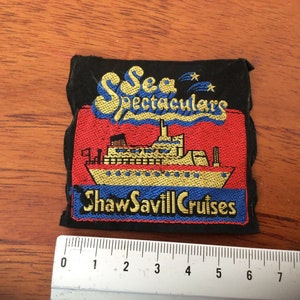 Sea
Spectaculars
Shaw Savill Cruises
0 1 2 3 4 5 6 7